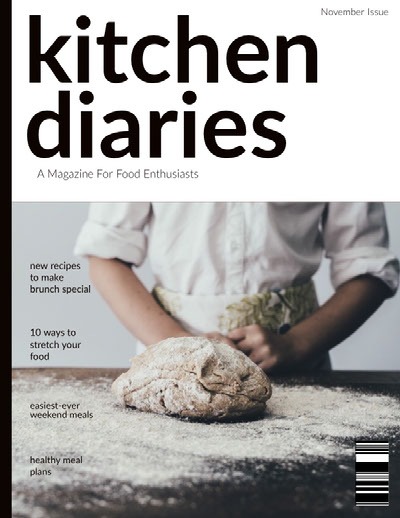 November Issue
kitchen
diaries
A Magazine For Food Enthusiasts
new recipes
to make
brunch special
10 ways to
stretch your
food
easiest-ever
weekend meals
healthy meal
plans